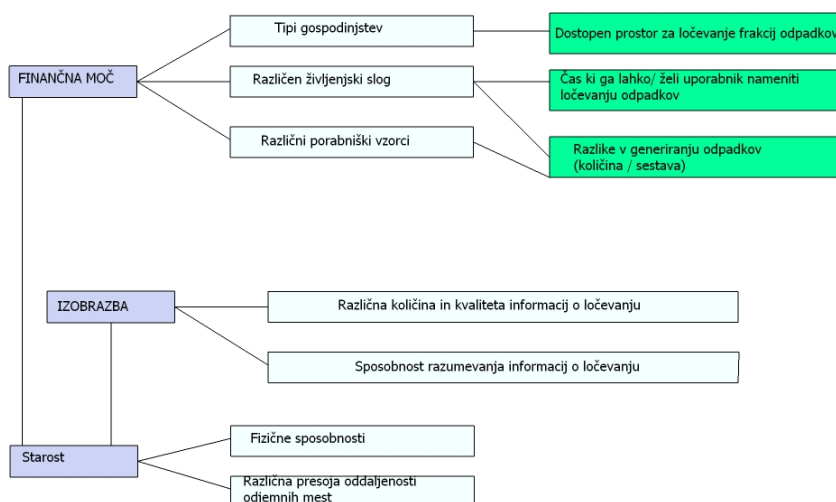 Tipi gospodinjstev
Dostopen prostor za ločevanje frakcij odpadkov
FINANČNA MOČ
Različen življenjski slog
Čas ki ga lahko/ želi uporabnik nameniti
ločevanju odpadkov
Različni porabniški vzorci
Razlike v generiranju odpadkov
(količina / sestava)
IZOBRAZBA
Različna količina in kvaliteta informacij o ločevanju
Sposobnost razumevanja informacij o ločevanju
Starost
Fizične sposobnosti
Različna presoja oddaljenosti
odjemnih mest